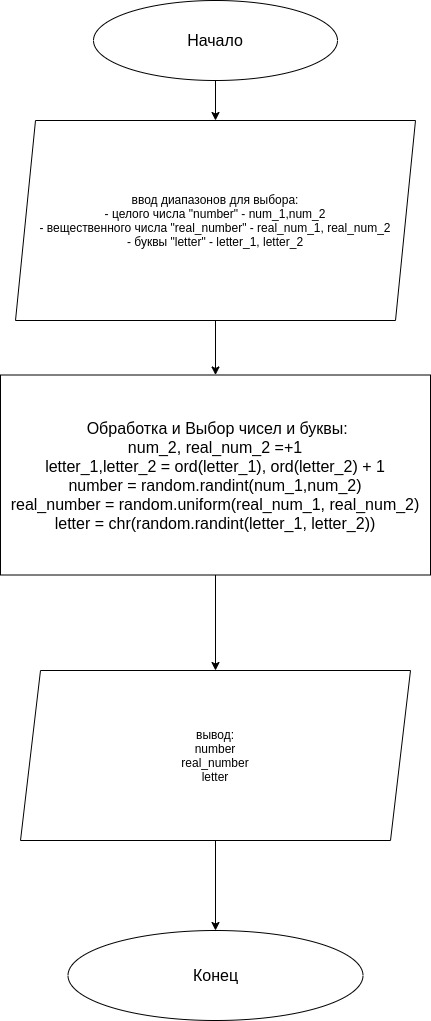 Начало
ввод диапазонов для выбора:
- целого числа "number" - num_1,num_2
- вещественного числа "real_number" - real_num_1, real_num_2
- буквы "letter" - letter_1, letter_2
Обработка и Выбор чисел и буквы:
num_2, real_num_2 =+1
letter_1,letter_2 = ord(letter_1), ord(letter_2) + 1
number = random.randint(num_1,num_2)
real_number = random.uniform(real_num_1, real_num_2)
letter = chr(random.randint(letter_1, letter_2))
вывод:
number
real_number
letter
Конец